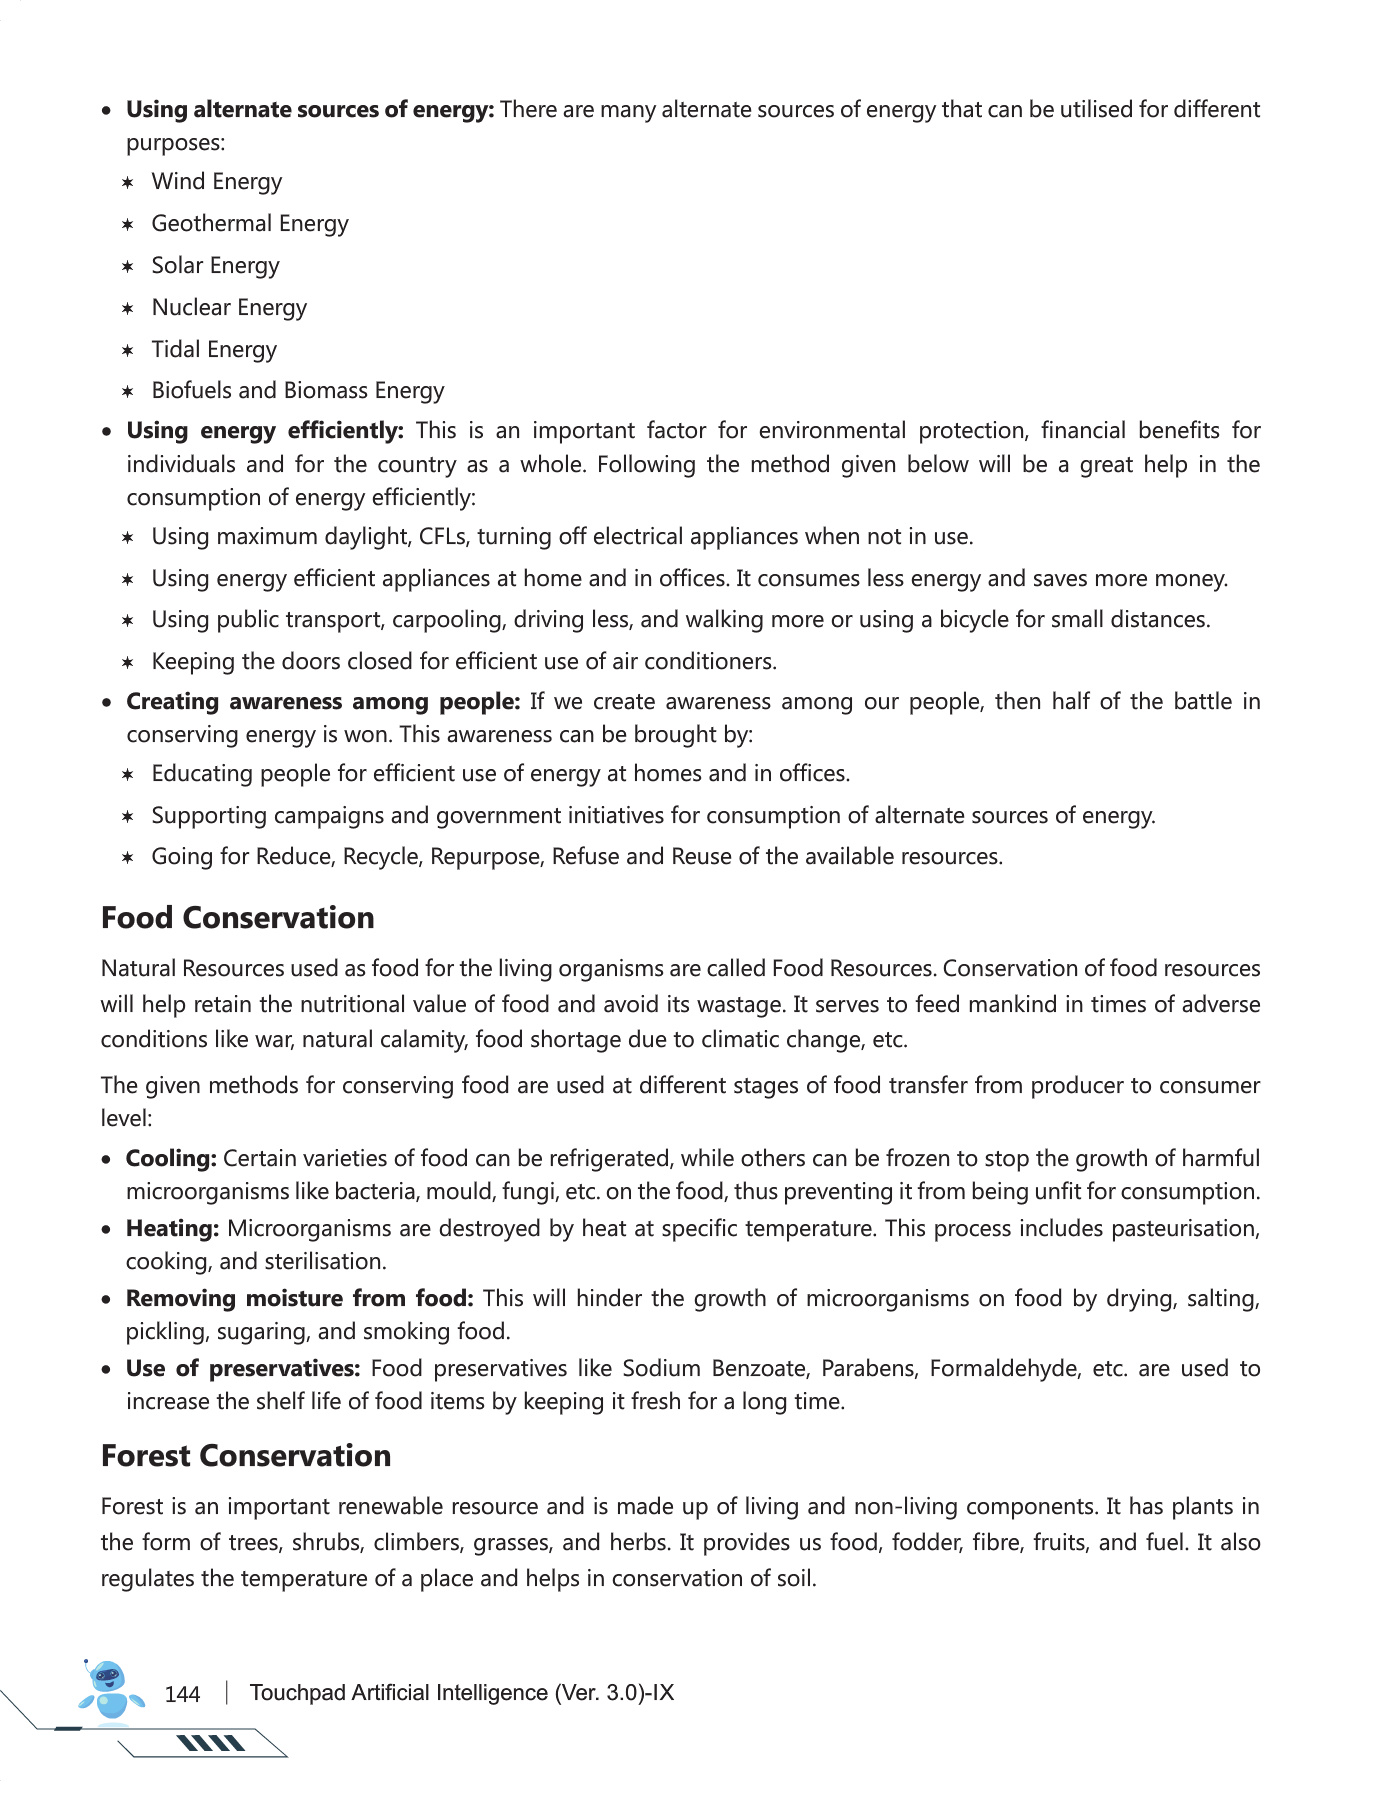 • Using alternate sources of energy: There are many alternate sources of energy that can be utilised for different
purposes:
✶ Wind Energy
✶ Geothermal Energy
✶ Solar Energy
✶ Nuclear Energy
✶ Tidal Energy
✶ Biofuels and Biomass Energy
• Using energy efficiently: This is an important factor for environmental protection, financial benefits for
individuals and for the country as a whole. Following the method given below will be a great help in the
consumption of energy efficiently:
✶ Using maximum daylight, CFLs, turning off electrical appliances when not in use.
✶ Using energy efficient appliances at home and in offices. It consumes less energy and saves more money.
✶ Using public transport, carpooling, driving less, and walking more or using a bicycle for small distances.
✶ Keeping the doors closed for efficient use of air conditioners.
• Creating awareness among people: If we create awareness among our people, then half of the battle in
conserving energy is won. This awareness can be brought by:
✶ Educating people for efficient use of energy at homes and in offices.
✶ Supporting campaigns and government initiatives for consumption of alternate sources of energy.
✶ Going for Reduce, Recycle, Repurpose, Refuse and Reuse of the available resources.
Food Conservation
Natural Resources used as food for the living organisms are called Food Resources. Conservation of food resources
will help retain the nutritional value of food and avoid its wastage. It serves to feed mankind in times of adverse
conditions like war, natural calamity, food shortage due to climatic change, etc.
The given methods for conserving food are used at different stages of food transfer from producer to consumer
level:
• Cooling: Certain varieties of food can be refrigerated, while others can be frozen to stop the growth of harmful
microorganisms like bacteria, mould, fungi, etc. on the food, thus preventing it from being unfit for consumption.
• Heating: Microorganisms are destroyed by heat at specific temperature. This process includes pasteurisation,
cooking, and sterilisation.
• Removing moisture from food: This will hinder the growth of microorganisms on food by drying, salting,
pickling, sugaring, and smoking food.
• Use of preservatives: Food preservatives like Sodium Benzoate, Parabens, Formaldehyde, etc. are used to
increase the shelf life of food items by keeping it fresh for a long time.
Forest Conservation
Forest is an important renewable resource and is made up of living and non-living components. It has plants in
the form of trees, shrubs, climbers, grasses, and herbs. It provides us food, fodder, fibre, fruits, and fuel. It also
regulates the temperature of a place and helps in conservation of soil.
144 | Touchpad Artificial Intelligence (Ver. 3.0)-IX